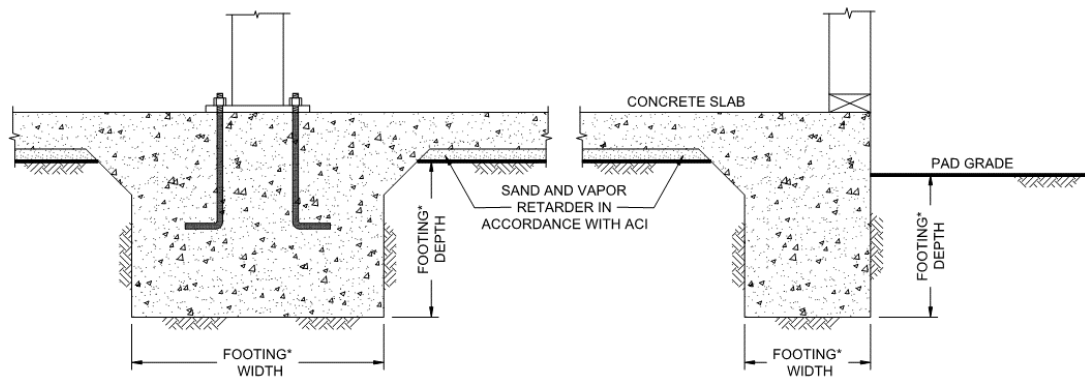 CONCRETE SLAB
PAD GRADE
SAND AND VAPOR
RETARDER IN
ACCORDANCE WITH ACI
FOOTING*
DEPTH
FOOTING*
DEPTH
FOOTING*
WIDTH
FOOTING*
WIDTH